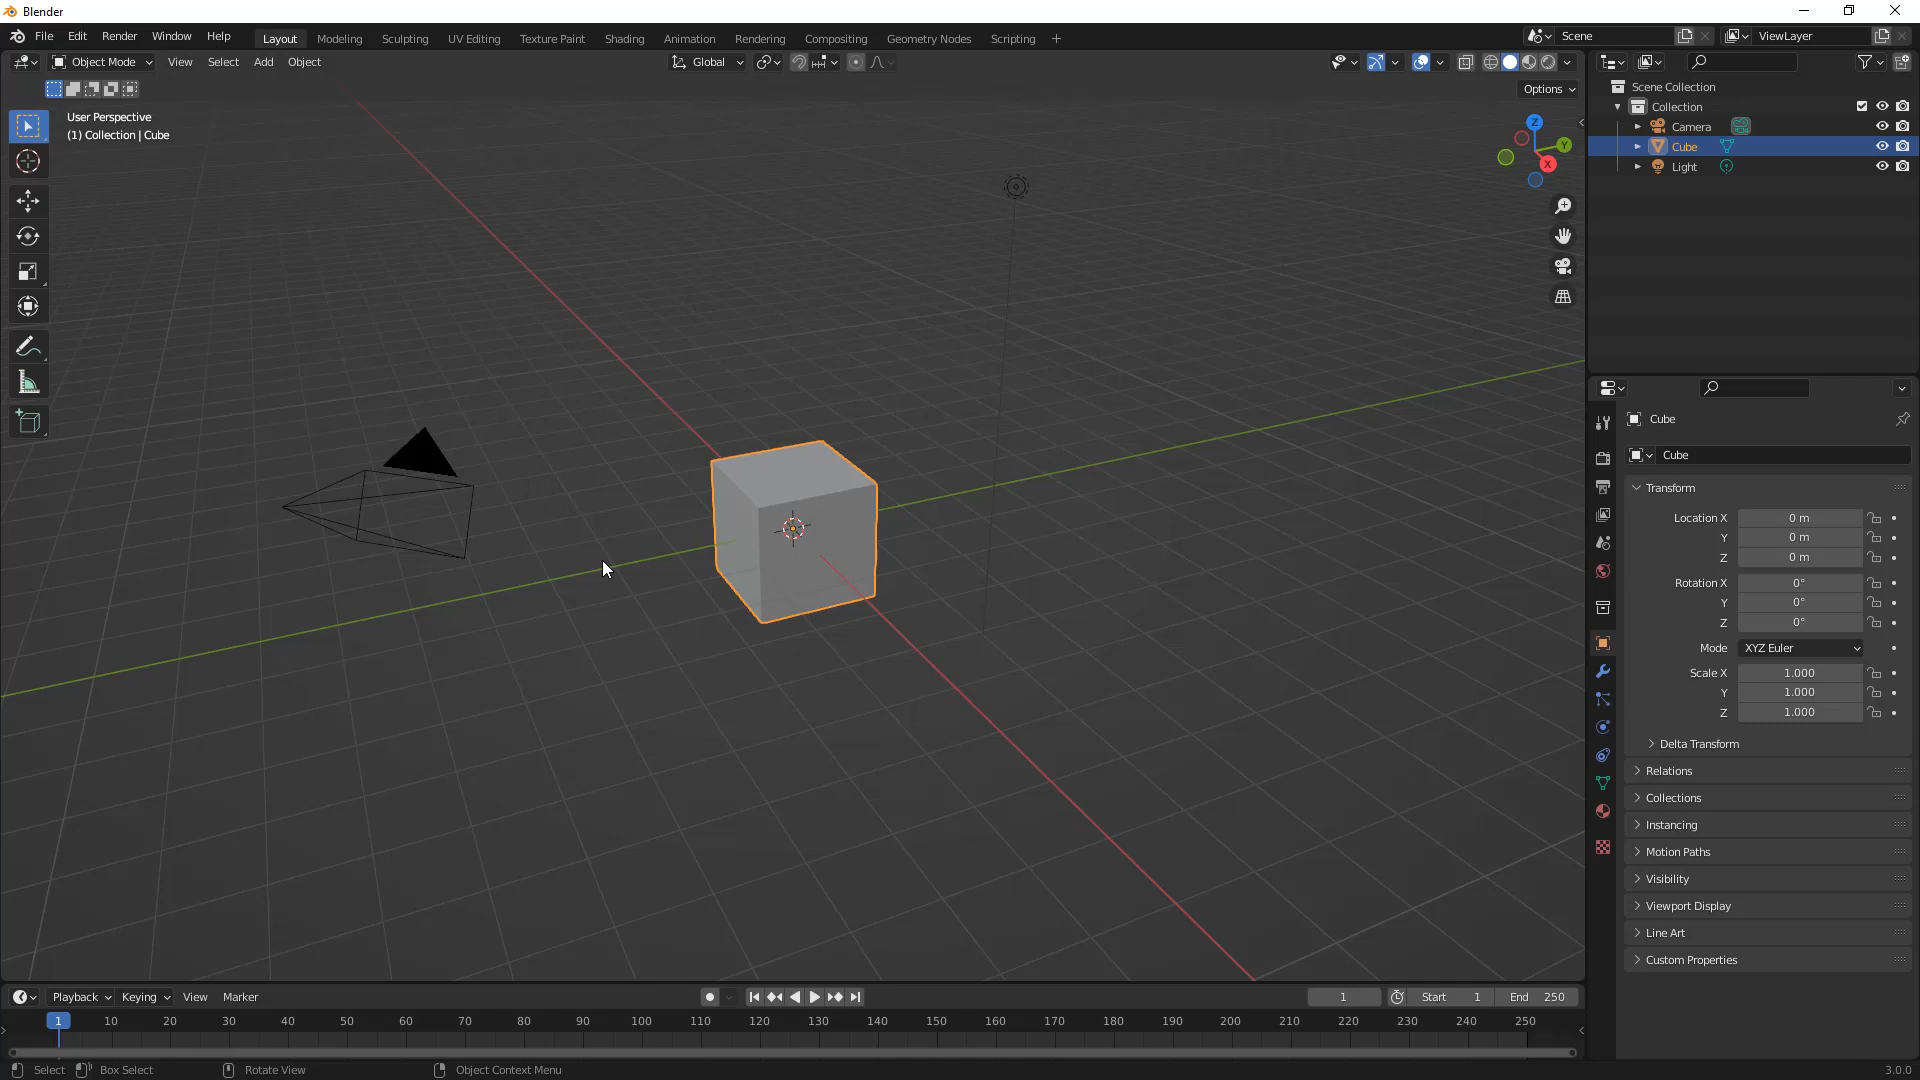 Blender
File Edit Render Window Help
Layout Modeling Sculpting UV Editing Texture Paint Shading Animation Rendering Compositing Geometry Nodes Scripting +
Scene
ViewLayer
Object Mode View Select Add Object
Global
Options
User Perspective
(1) Collection | Cube
Z
Y
X
Scene Collection
Collection
Camera
Cube
Light
Cube
Cube
Transform
Location X 0 m
Y 0 m
Z 0 m
Rotation X 0°
Y 0°
Z 0°
Mode XYZ Euler
Scale X 1.000
Y 1.000
Z 1.000
Delta Transform
Relations
Collections
Instancing
Motion Paths
Visibility
Viewport Display
Line Art
Custom Properties
Playback Keying View Marker
1 Start 1 End 250
1 10 20 30 40 50 60 70 80 90 100 110 120 130 140 150 160 170 180 190 200 210 220 230 240 250
Select Box Select Rotate View Object Context Menu 3.0.0